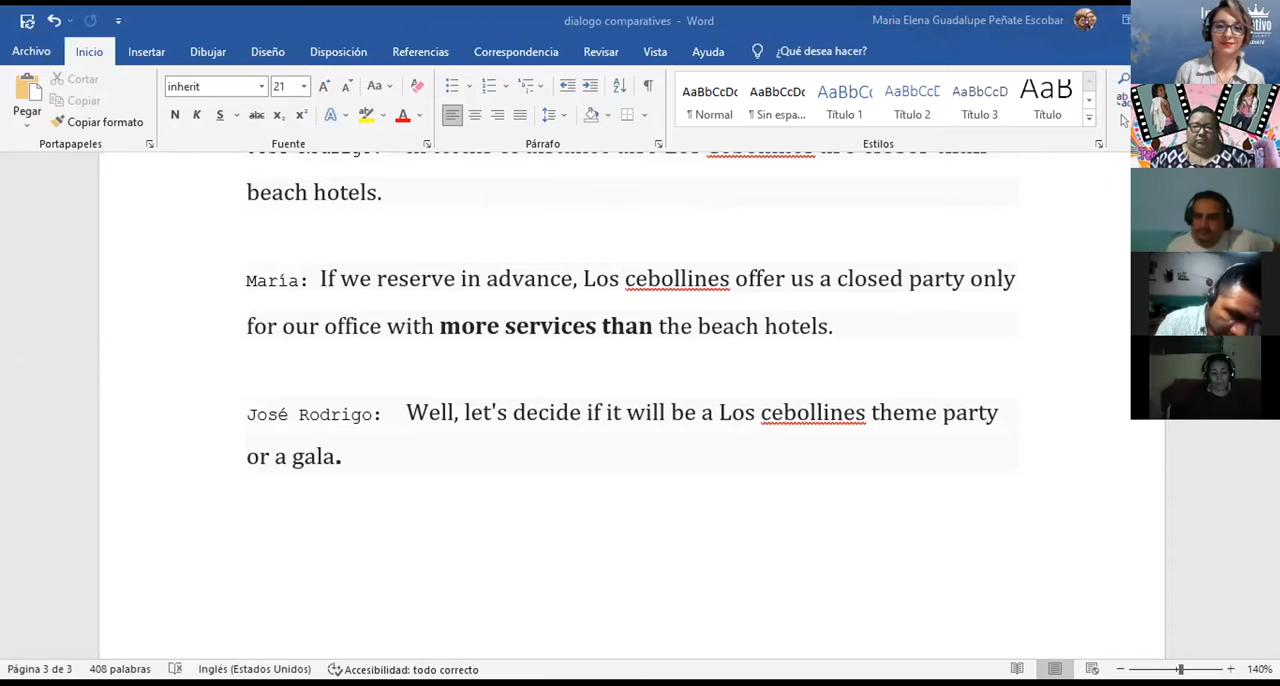 dialogo comparatives - Word
Maria Elena Guadalupe Peñate Escobar
Archivo Inicio Insertar Dibujar Diseño Disposición Referencias Correspondencia Revisar Vista Ayuda ¿Qué desea hacer?
Pegar
Cortar
Copiar
Copiar formato
Portapapeles
inherit 21
N K S abc x₂ x²
Fuente
Párrafo
AaBbCcDc AaBbCcDc AaBbCc AaBbCcE AaBbCcD AaB
¶ Normal ¶ Sin espa... Título 1 Título 2 Título 3 Título
Estilos
beach hotels.
María: If we reserve in advance, Los cebollines offer us a closed party only
for our office with more services than the beach hotels.
José Rodrigo: Well, let's decide if it will be a Los cebollines theme party
or a gala.
Página 3 de 3 408 palabras Inglés (Estados Unidos) Accesibilidad: todo correcto 140%